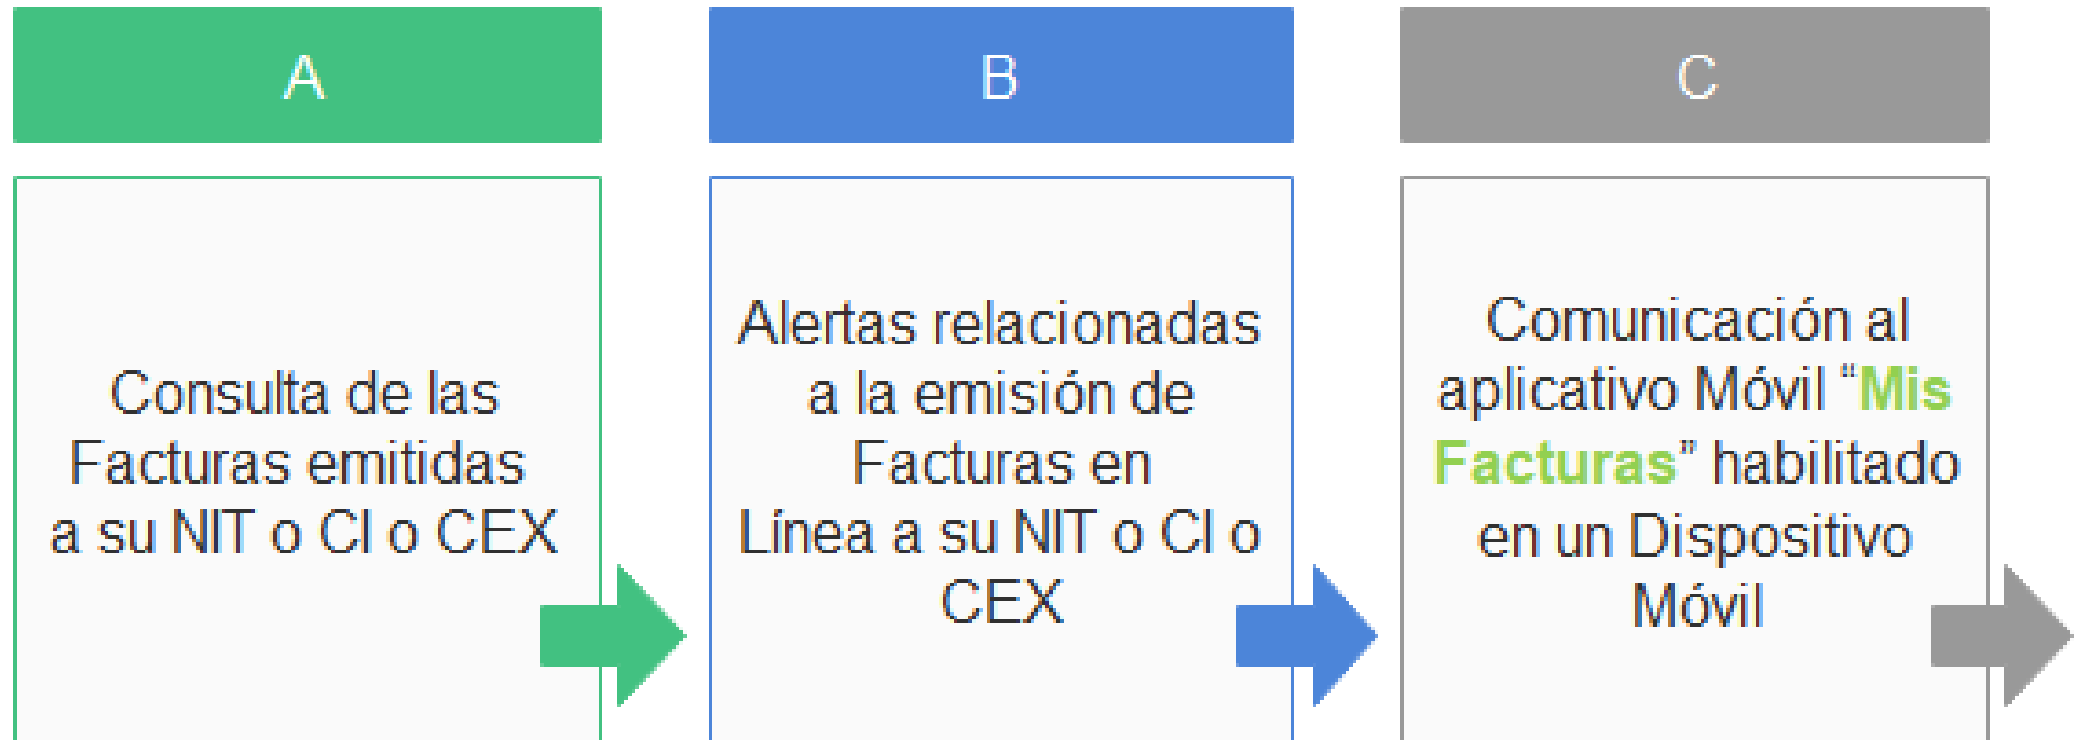 A
Consulta de las
Facturas emitidas
a su NIT o CI o CEX
B
Alertas relacionadas
a la emisión de
Facturas en
Línea a su NIT o CI o
CEX
C
Comunicación al
aplicativo Móvil “Mis
Facturas” habilitado
en un Dispositivo
Móvil